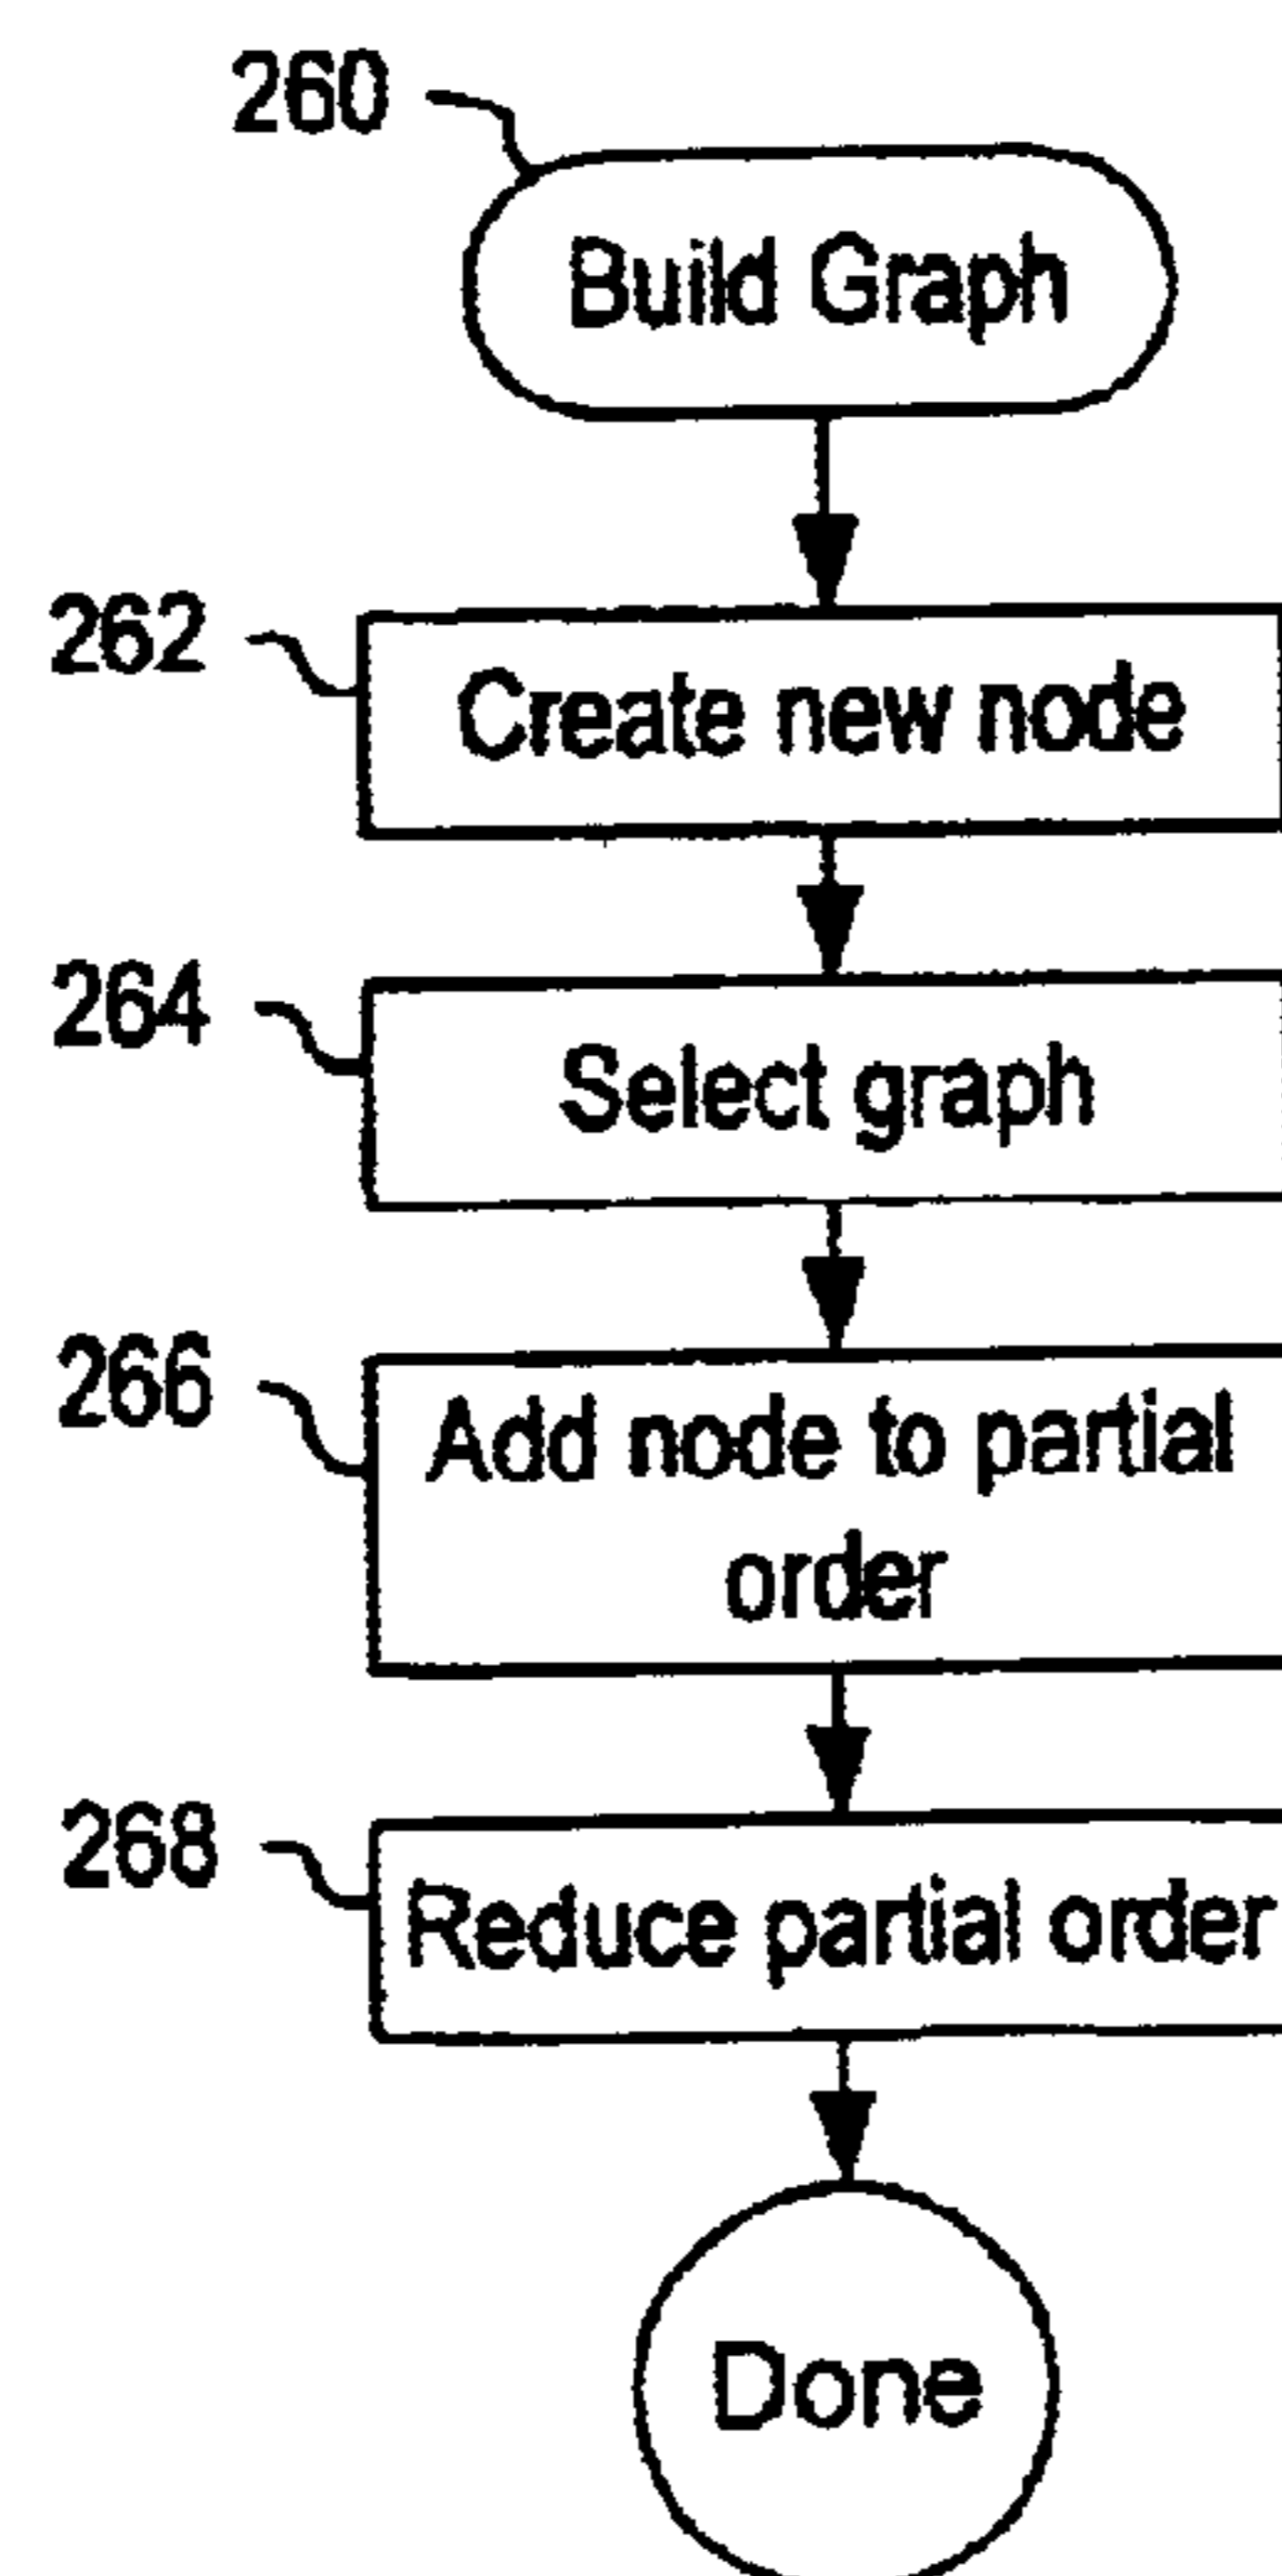 260
Build Graph
262
Create new node
264
Select graph
266
Add node to partial
order
268
Reduce partial order
Done